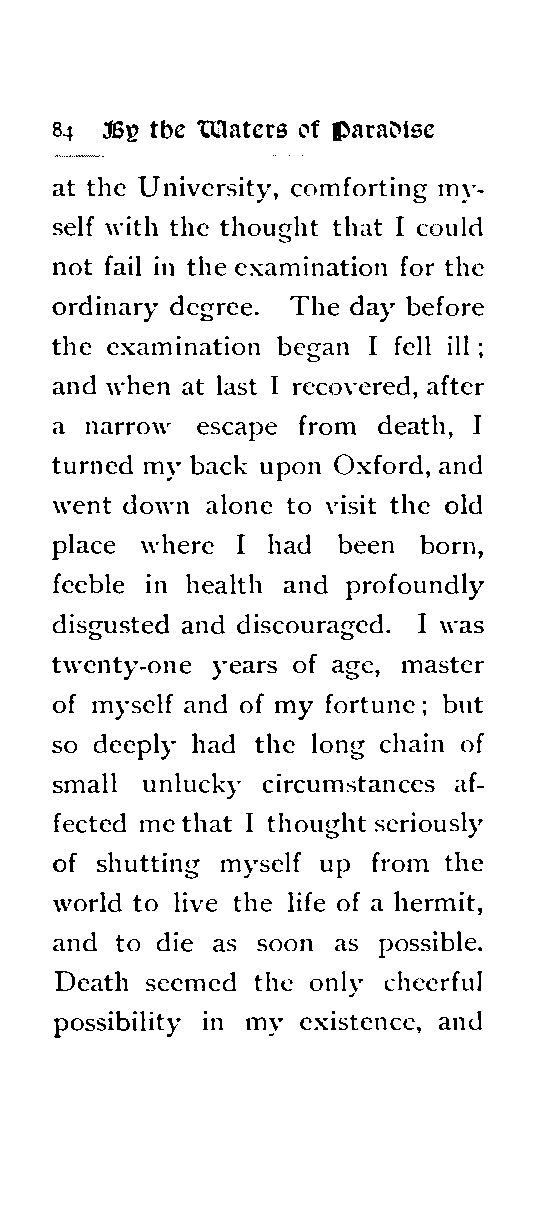 84 By the Waters of Paradise
at the University, comforting my-
self with the thought that I could
not fail in the examination for the
ordinary degree. The day before
the examination began I fell ill;
and when at last I recovered, after
a narrow escape from death, I
turned my back upon Oxford, and
went down alone to visit the old
place where I had been born,
feeble in health and profoundly
disgusted and discouraged. I was
twenty-one years of age, master
of myself and of my fortune; but
so deeply had the long chain of
small unlucky circumstances af-
fected me that I thought seriously
of shutting myself up from the
world to live the life of a hermit,
and to die as soon as possible.
Death seemed the only cheerful
possibility in my existence, and